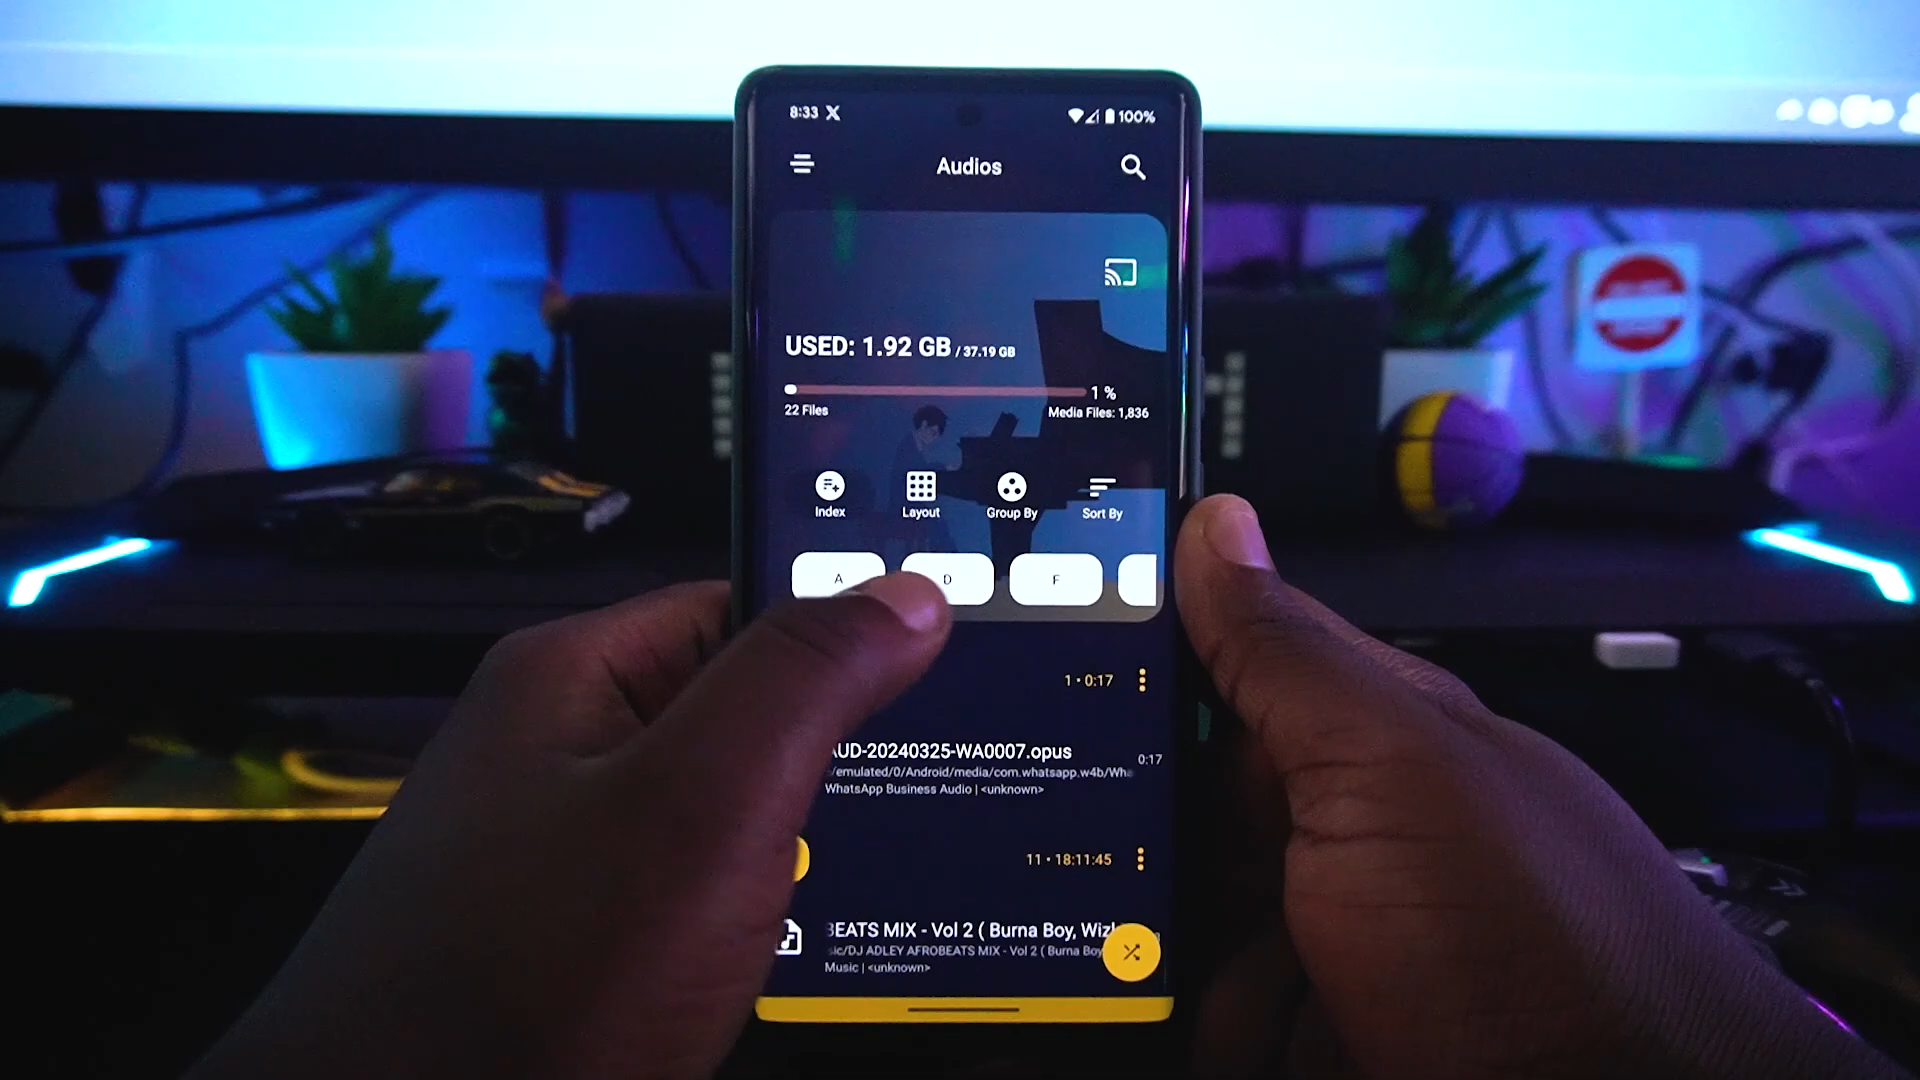 8:33 X 100%
Audios
USED: 1.92 GB / 37.19 GB
1 %
22 Files Media Files: 1,836
Index Layout Group By Sort By
A D F
1 • 0:17
AUD-20240325-WA0007.opus
0:17
/emulated/0/Android/media/com.whatsapp.w4b/Wha
WhatsApp Business Audio | <unknown>
11 • 18:11:45
BEATS MIX - Vol 2 ( Burna Boy, Wizk
sic/DJ ADLEY AFROBEATS MIX - Vol 2 ( Burna Boy
Music | <unknown>